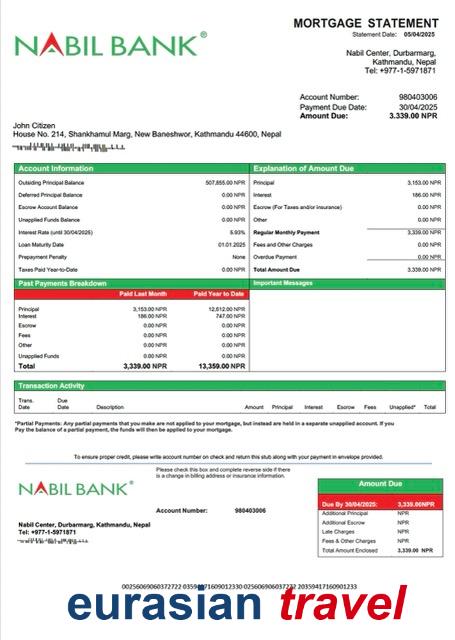 NABIL BANK®
MORTGAGE STATEMENT
Statement Date: 05/04/2025
Nabil Center, Durbarmarg,
Kathmandu, Nepal
Tel: +977-1-5971871
Account Number: 980403006
Payment Due Date: 30/04/2025
Amount Due: 3.339.00 NPR
John Citizen
House No. 214, Shankhamul Marg, New Baneshwor, Kathmandu 44600, Nepal
Account Information
Outsiding Principal Balance 507,855.00 NPR
Deferred Principal Balance 0.00 NPR
Escrow Account Balance 0.00 NPR
Unapplied Funds Balance 0.00 NPR
Interest Rate (until 30/04/2025) 5.93%
Loan Maturity Date 01.01.2025
Prepayment Penalty None
Taxes Paid Year-to-Date 0.00 NPR
Explanation of Amount Due
Principal 3,153.00 NPR
Interest 186.00 NPR
Escrow (For Taxes and/or insurance) 0.00 NPR
Other 0.00 NPR
Regular Monthly Payment 3,339.00 NPR
Fees and Other Charges 0.00 NPR
Overdue Payment 0.00 NPR
Total Amount Due 3,339.00 NPR
Past Payments Breakdown
Paid Last Month Paid Year to Date
Principal 3,153.00 NPR 12,612.00 NPR
Interest 186.00 NPR 747.00 NPR
Escrow 0.00 NPR 0.00 NPR
Fees 0.00 NPR 0.00 NPR
Other 0.00 NPR 0.00 NPR
Unapplied Funds 0.00 NPR 0.00 NPR
Total 3,339.00 NPR 13,359.00 NPR
Important Messages
Transaction Activity
Trans. Date Due Date Description Amount Principal Interest Escrow Fees Unapplied* Total
*Partial Payments: Any partial payments that you make are not applied to your mortgage, but instead are held in a separate unapplied account. If you
Pay the balance of a partial payment, the funds will then be applied to your mortgage.
To ensure proper credit, please write account number on check and return this stub along with your payment in envelope provided.
Please check this box and complete reverse side if there
is a change in billing address or insurance information.
NABIL BANK®
Account Number: 980403006
Nabil Center, Durbarmarg, Kathmandu, Nepal
Tel: +977-1-5971871
Amount Due
Due By 30/04/2025: 3,339.00NPR
Additional Principal NPR
Additional Escrow NPR
Late Charges : NPR
Fees & Other Charges NPR
Total Amount Enclosed 3,339.00 NPR
eurasian travel